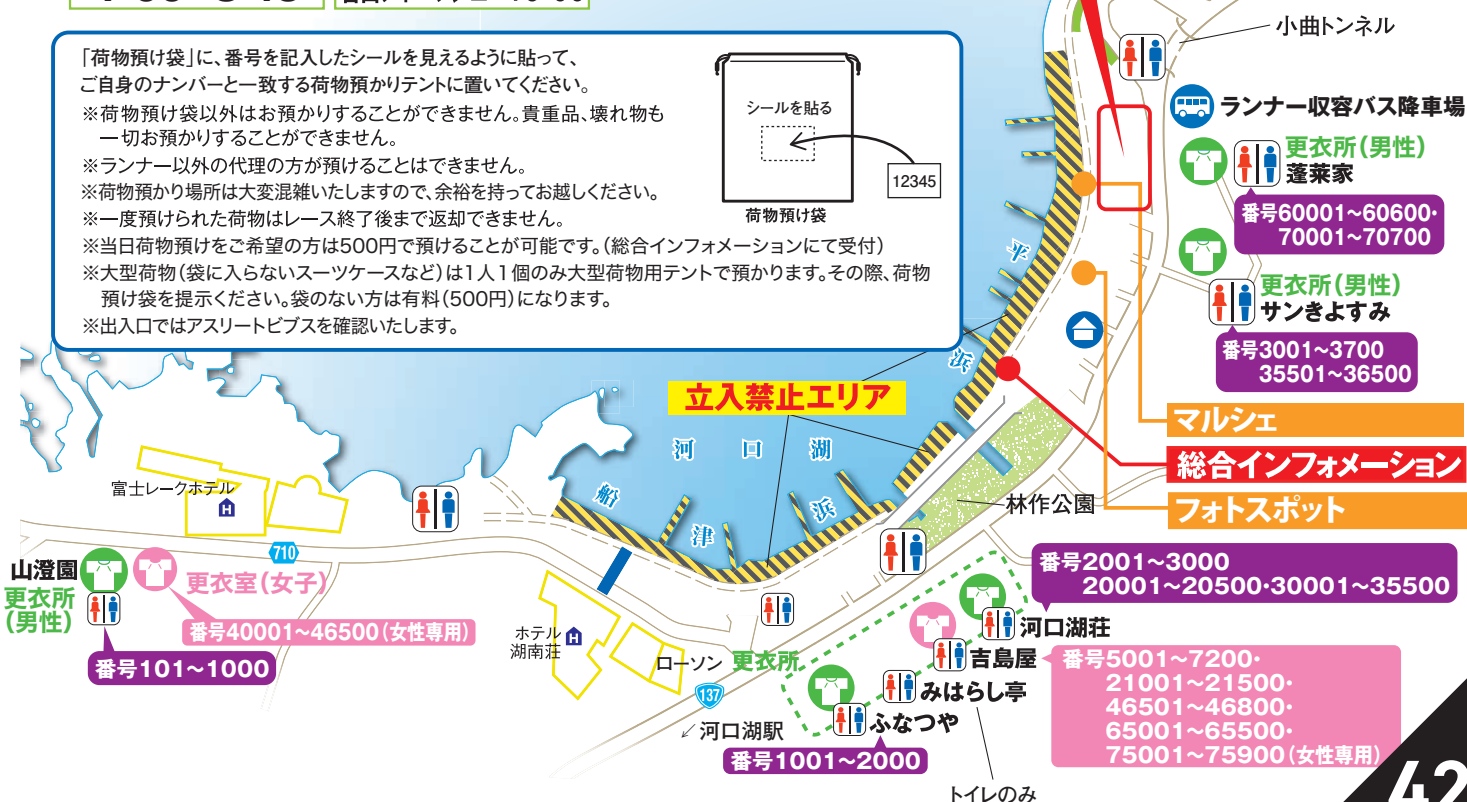 小曲トンネル
「荷物預け袋」に、番号を記入したシールを見えるように貼って、
ご自身のナンバーと一致する荷物預かりテントに置いてください。
※荷物預け袋以外はお預かりすることができません。貴重品、壊れ物も
一切お預かりすることができません。
※ランナー以外の代理の方が預けることはできません。
※荷物預かり場所は大変混雑いたしますので、余裕を持ってお越しください。
※一度預けられた荷物はレース終了後まで返却できません。
※当日荷物預けをご希望の方は500円で預けることが可能です。(総合インフォメーションにて受付)
※大型荷物(袋に入らないスーツケースなど)は1人1個のみ大型荷物用テントで預かります。その際、荷物
預け袋を提示ください。袋のない方は有料(500円)になります。
※出入口ではアスリートビブスを確認いたします。
シールを貼る
12345
荷物預け袋
ランナー収容バス降車場
更衣所(男性)
蓬莱家
番号60001~60600・
70001~70700
更衣所(男性)
サンきよすみ
番号3001~3700
35501~36500
平
浜
立入禁止エリア
マルシェ
総合インフォメーション
フォトスポット
河口湖
船津浜
林作公園
富士レークホテル
H
710
山澄園
更衣所
(男性)
更衣室(女子)
番号40001~46500(女性専用)
番号101~1000
ホテル
湖南荘
H
ローソン
更衣所
137
↙河口湖駅
番号2001~3000
20001~20500・30001~35500
河口湖荘
吉島屋
番号5001~7200・
21001~21500・
46501~46800・
65001~65500・
75001~75900(女性専用)
みはらし亭
ふなつや
番号1001~2000
トイレのみ
42